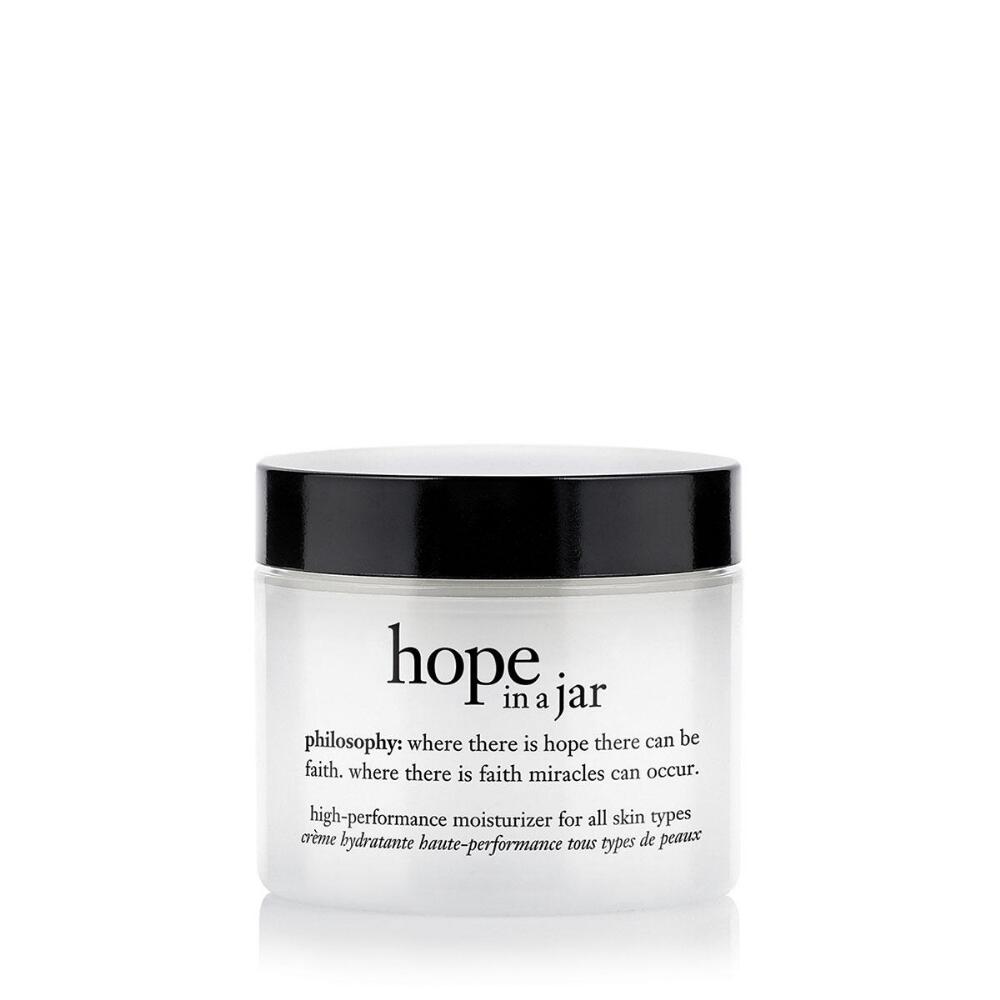 hope
in a jar
philosophy: where there is hope there can be
faith. where there is faith miracles can occur.
high-performance moisturizer for all skin types
crème hydratante haute-performance tous types de peaux